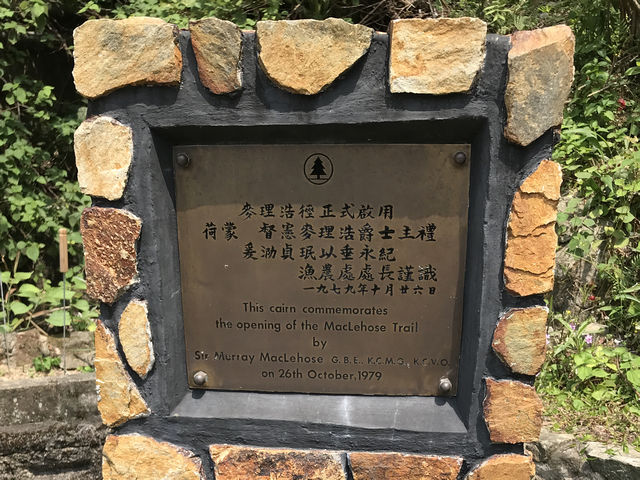 麥理浩徑正式啟用
荷蒙 督憲麥理浩爵士主禮
爰泐貞珉以垂永紀
漁農處處長謹識
一九七九年十月廿六日
This cairn commemorates
the opening of the MacLehose Trail
by
Sir Murray MacLehose G.B.E., K.C.M.G., K.C.V.O.
on 26th October, 1979